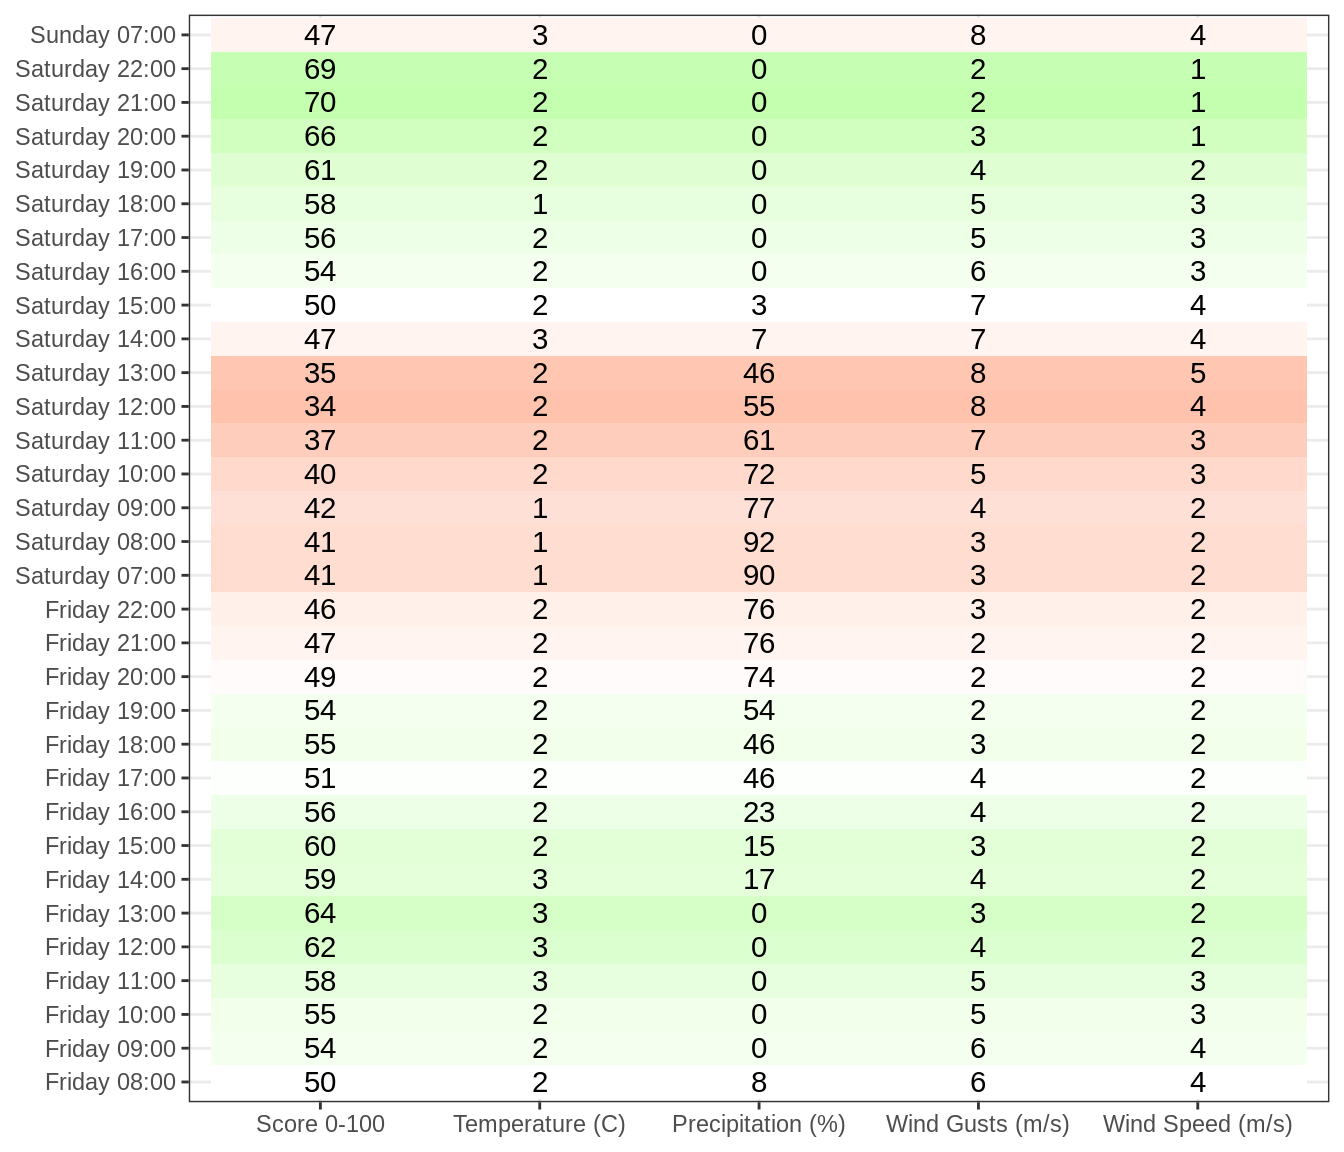 Sunday 07:00 47 3 0 8 4
Saturday 22:00 69 2 0 2 1
Saturday 21:00 70 2 0 2 1
Saturday 20:00 66 2 0 3 1
Saturday 19:00 61 2 0 4 2
Saturday 18:00 58 1 0 5 3
Saturday 17:00 56 2 0 5 3
Saturday 16:00 54 2 0 6 3
Saturday 15:00 50 2 3 7 4
Saturday 14:00 47 3 7 7 4
Saturday 13:00 35 2 46 8 5
Saturday 12:00 34 2 55 8 4
Saturday 11:00 37 2 61 7 3
Saturday 10:00 40 2 72 5 3
Saturday 09:00 42 1 77 4 2
Saturday 08:00 41 1 92 3 2
Saturday 07:00 41 1 90 3 2
Friday 22:00 46 2 76 3 2
Friday 21:00 47 2 76 2 2
Friday 20:00 49 2 74 2 2
Friday 19:00 54 2 54 2 2
Friday 18:00 55 2 46 3 2
Friday 17:00 51 2 46 4 2
Friday 16:00 56 2 23 4 2
Friday 15:00 60 2 15 3 2
Friday 14:00 59 3 17 4 2
Friday 13:00 64 3 0 3 2
Friday 12:00 62 3 0 4 2
Friday 11:00 58 3 0 5 3
Friday 10:00 55 2 0 5 3
Friday 09:00 54 2 0 6 4
Friday 08:00 50 2 8 6 4
Score 0-100 Temperature (C) Precipitation (%) Wind Gusts (m/s) Wind Speed (m/s)